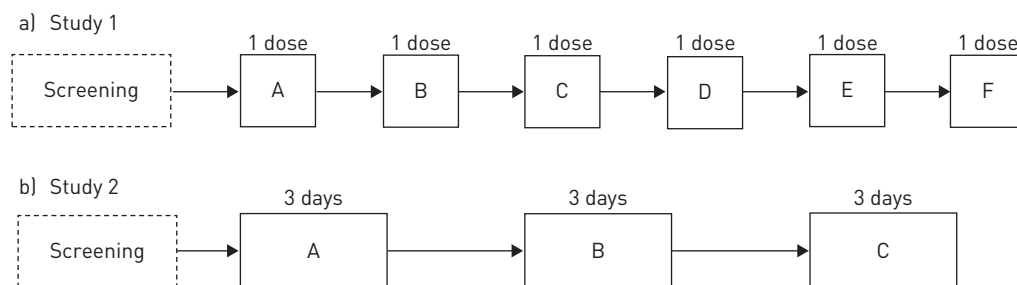 a) Study 1
1 dose 1 dose 1 dose 1 dose 1 dose 1 dose
Screening A B C D E F
b) Study 2
3 days 3 days 3 days
Screening A B C